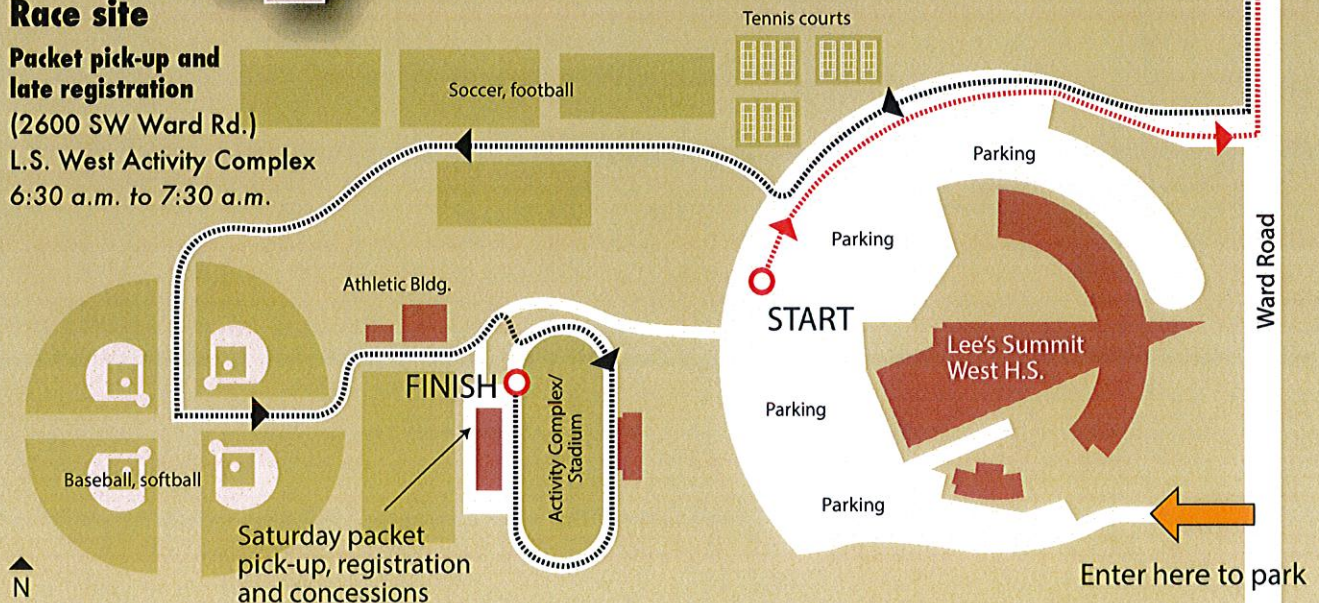 Race site
Packet pick-up and
late registration
(2600 SW Ward Rd.)
L.S. West Activity Complex
6:30 a.m. to 7:30 a.m.
Tennis courts
Soccer, football
Parking
Parking
Ward Road
Athletic Bldg.
START
Lee's Summit
West H.S.
FINISH
Activity Complex/
Stadium
Parking
Baseball, softball
Parking
Saturday packet
pick-up, registration
and concessions
Enter here to park
N